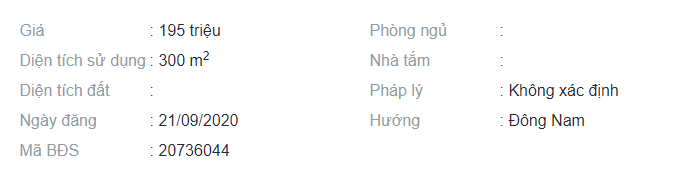 Giá : 195 triệu
Diện tích sử dụng : 300 m²
Diện tích đất :
Ngày đăng : 21/09/2020
Mã BĐS : 20736044
Phòng ngủ :
Nhà tắm :
Pháp lý : Không xác định
Hướng : Đông Nam